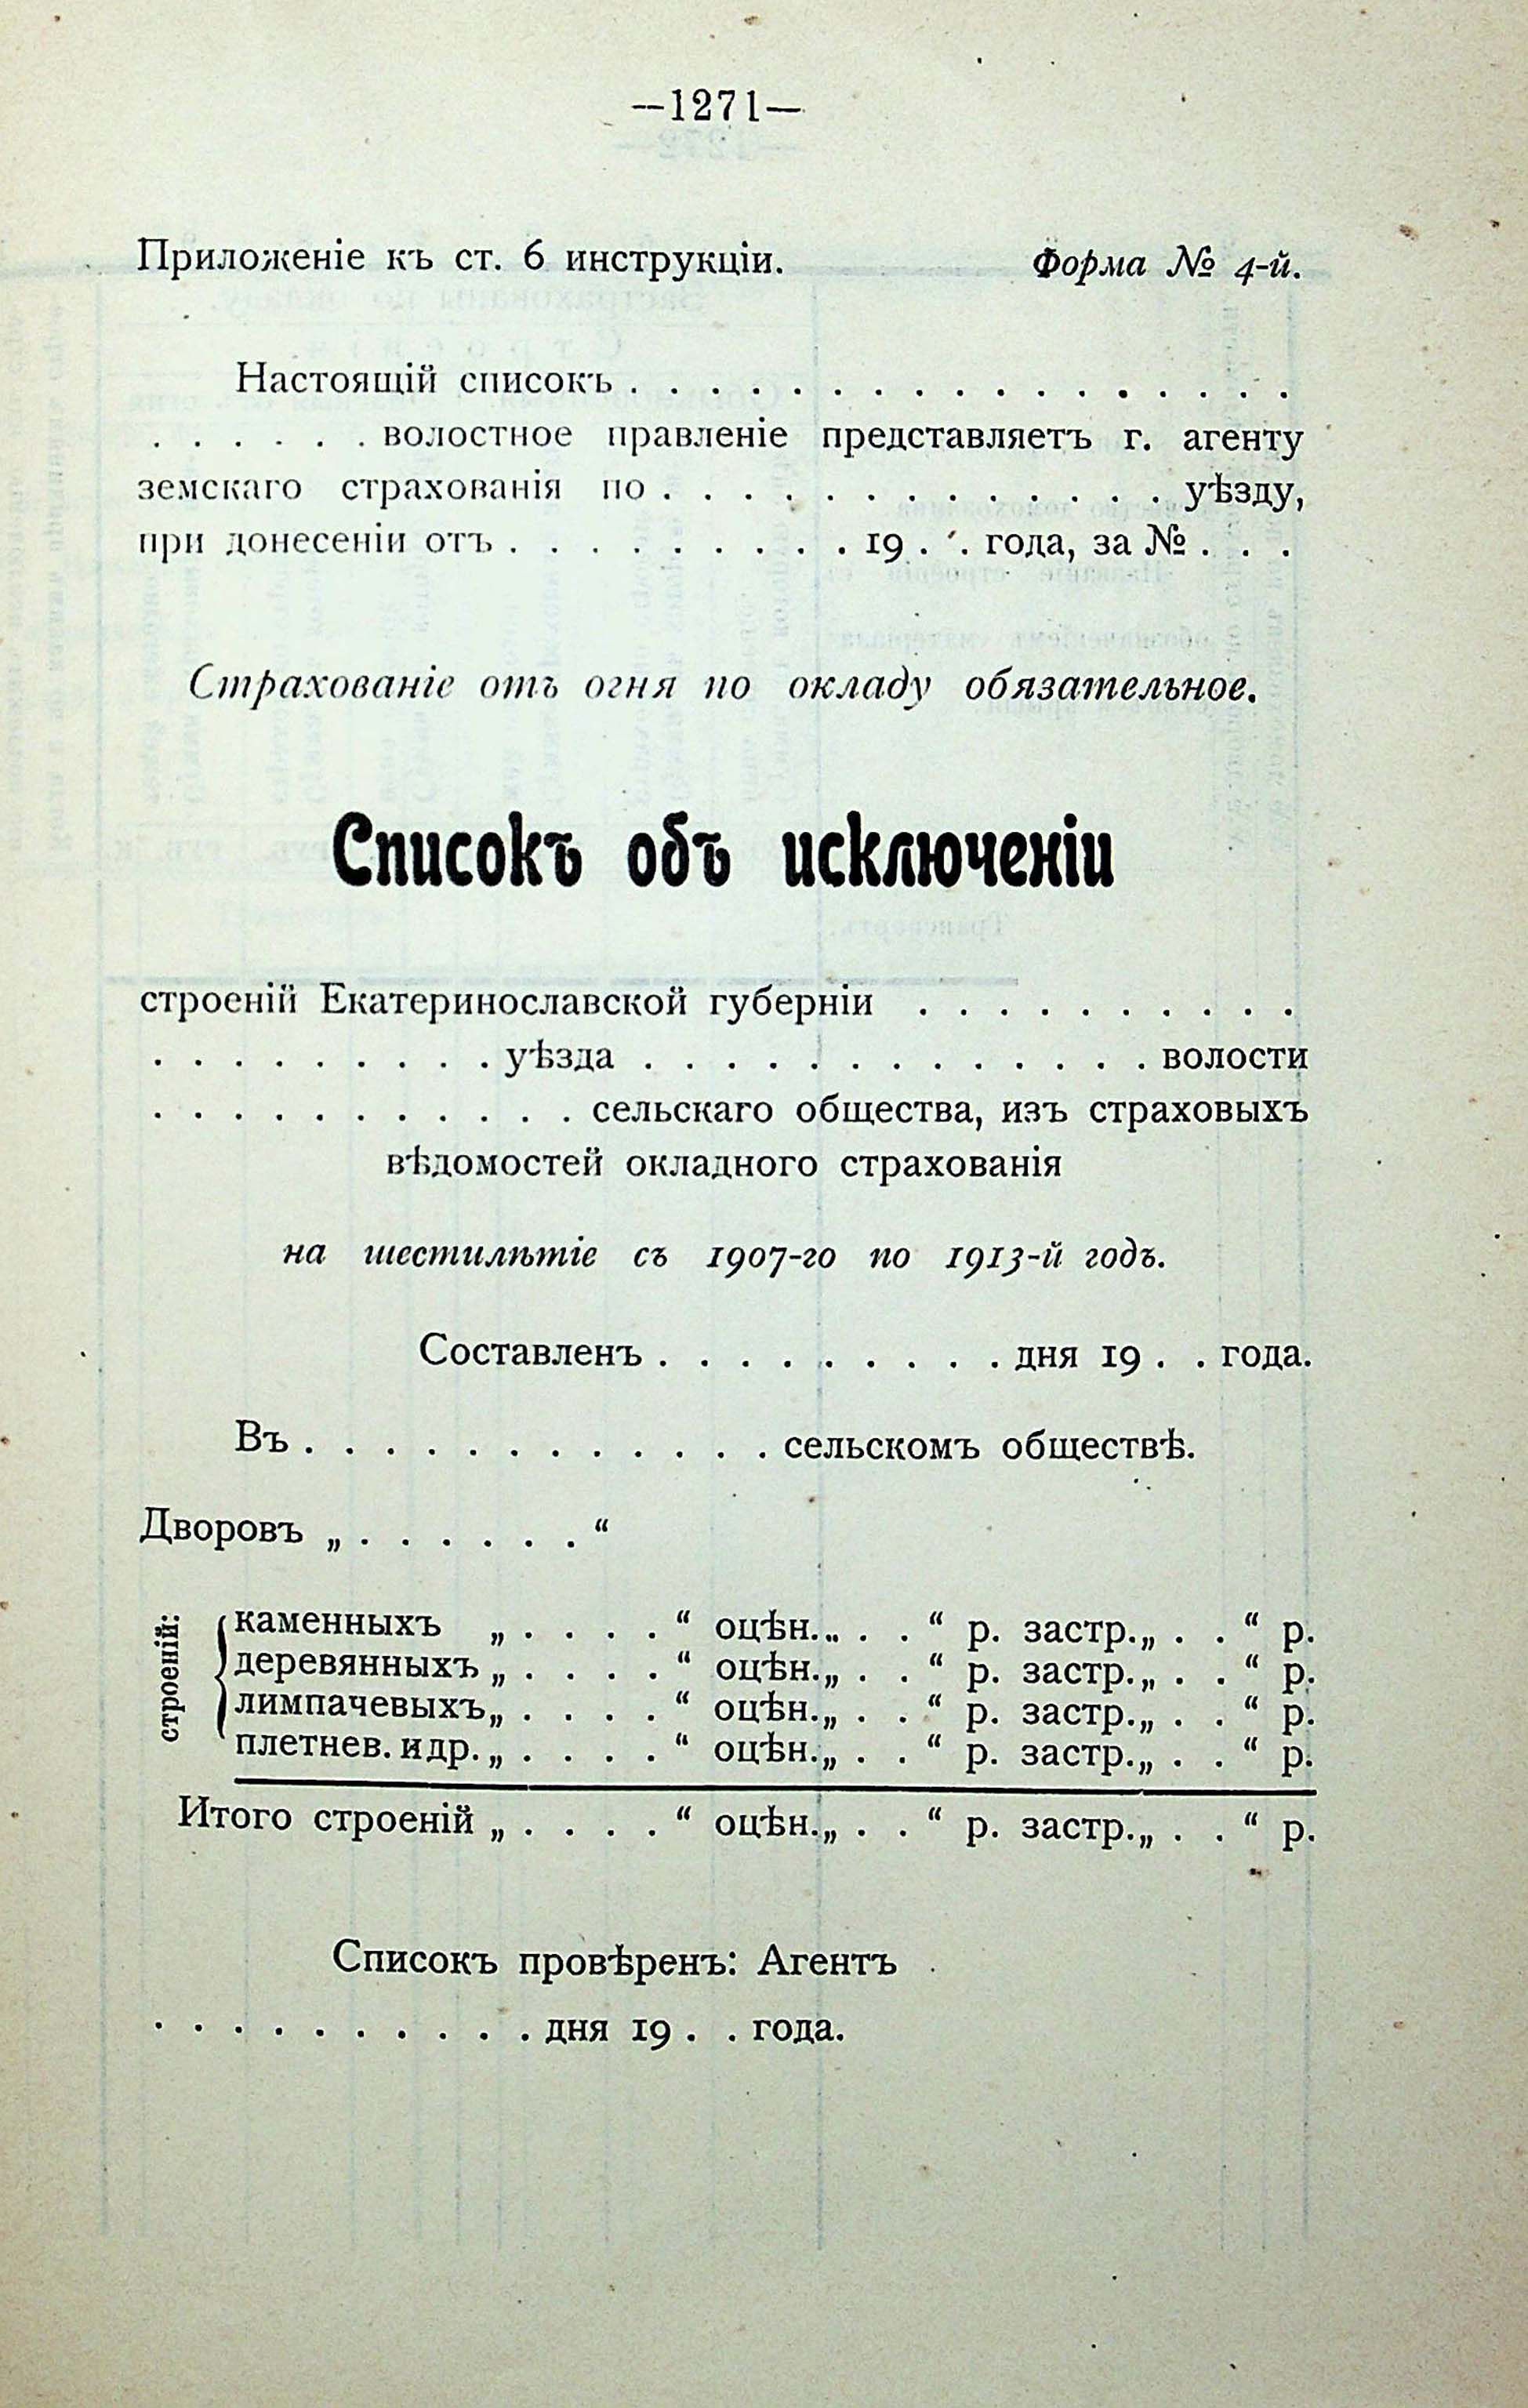 —1271—
Приложеніе къ ст. 6 инструкціи. Форма № 4-й.
Настоящій списокъ . . . . . . . . . . . . . . . . .
. . . . . . волостное правленіе представляетъ г. агенту
земскаго страхованія по . . . . . . . . . . . . . уѣзду,
при донесеніи отъ . . . . . . . . . 19 . . года, за № . . .
Страхованіе отъ огня по окладу обязательное.
Списокъ объ исключеніи
строеній Екатеринославской губерніи . . . . . . . . . .
. . . . . . . . . уѣзда . . . . . . . . . . . . . волости
. . . . . . . . . . . сельскаго общества, изъ страховыхъ
вѣдомостей окладного страхованія
на шестилѣтіе съ 1907-го по 1913-й годъ.
Составленъ . . . . . . . . . дня 19 . . года.
Въ . . . . . . . . . . . . сельскомъ обществѣ.
Дворовъ „ . . . . . . “
строеній:
каменныхъ „ . . . . “ оцѣн.„ . . “ р. застр.„ . . “ р.
деревянныхъ „ . . . . “ оцѣн.„ . . “ р. застр.„ . . “ р.
лимпачевыхъ„ . . . . “ оцѣн.„ . . “ р. застр.„ . . “ р.
плетнев. и др. „ . . . . “ оцѣн.„ . . “ р. застр.„ . . “ р.
Итого строеній „ . . . . “ оцѣн.„ . . “ р. застр.„ . . “ р.
Списокъ провѣренъ: Агентъ
. . . . . . . . . . дня 19 . . года.